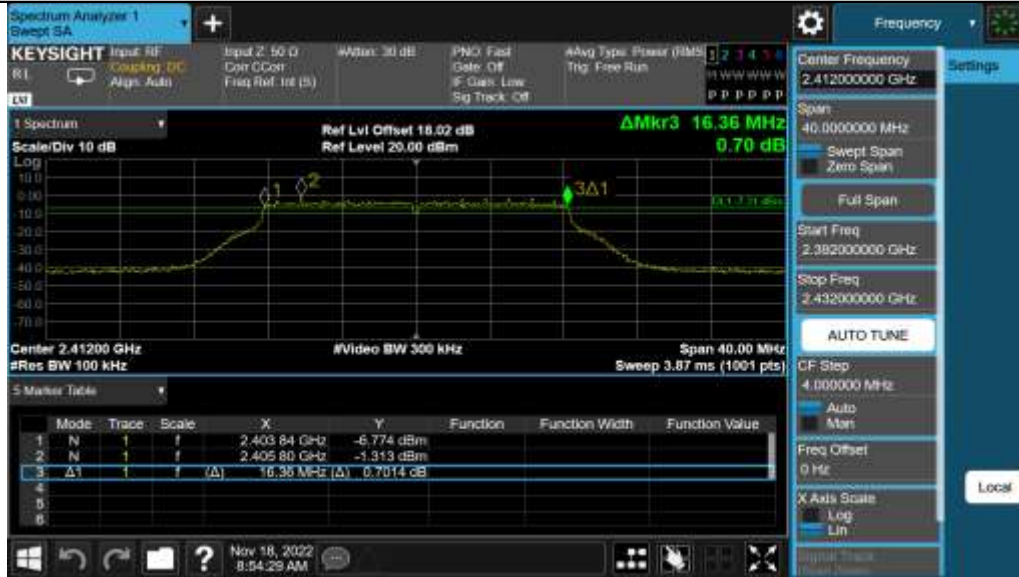 Spectrum Analyzer 1
Swept SA
+
Frequency
KEYSIGHT Input: RF
RL
Coupling: DC
Align: Auto
LXI
Input Z: 50 Ω
Corr CCorr
Freq Ref: Int (S)
#Atten: 30 dB
PNO: Fast
Gate: Off
IF Gain: Low
Sig Track: Off
#Avg Type: Power (RMS)
Trig: Free Run
1 2 3 4 5 6
P P P P P P
1 Spectrum
Scale/Div 10 dB
Ref Lvl Offset 18.02 dB
Ref Level 20.00 dBm
ΔMkr3 16.36 MHz
0.70 dB
Log
10.0
0.00
-10.0
-20.0
-30.0
-40.0
-50.0
-60.0
-70.0
1
2
3Δ1
DL1 -7.31 dBm
Center 2.41200 GHz
#Res BW 100 kHz
#Video BW 300 kHz
Span 40.00 MHz
Sweep 3.87 ms (1001 pts)
5 Marker Table
Mode Trace Scale X Y Function Function Width Function Value
1 N 1 f 2.403 84 GHz -6.774 dBm
2 N 1 f 2.405 80 GHz -1.313 dBm
3 Δ1 1 f (Δ) 16.36 MHz (Δ) 0.7014 dB
4
5
6
Nov 18, 2022
8:54:29 AM
?
Center Frequency
2.412000000 GHz
Settings
Span
40.0000000 MHz
Swept Span
Zero Span
Full Span
Start Freq
2.392000000 GHz
Stop Freq
2.432000000 GHz
AUTO TUNE
CF Step
4.000000 MHz
Auto
Man
Freq Offset
0 Hz
X Axis Scale
Log
Lin
Local
Signal Track